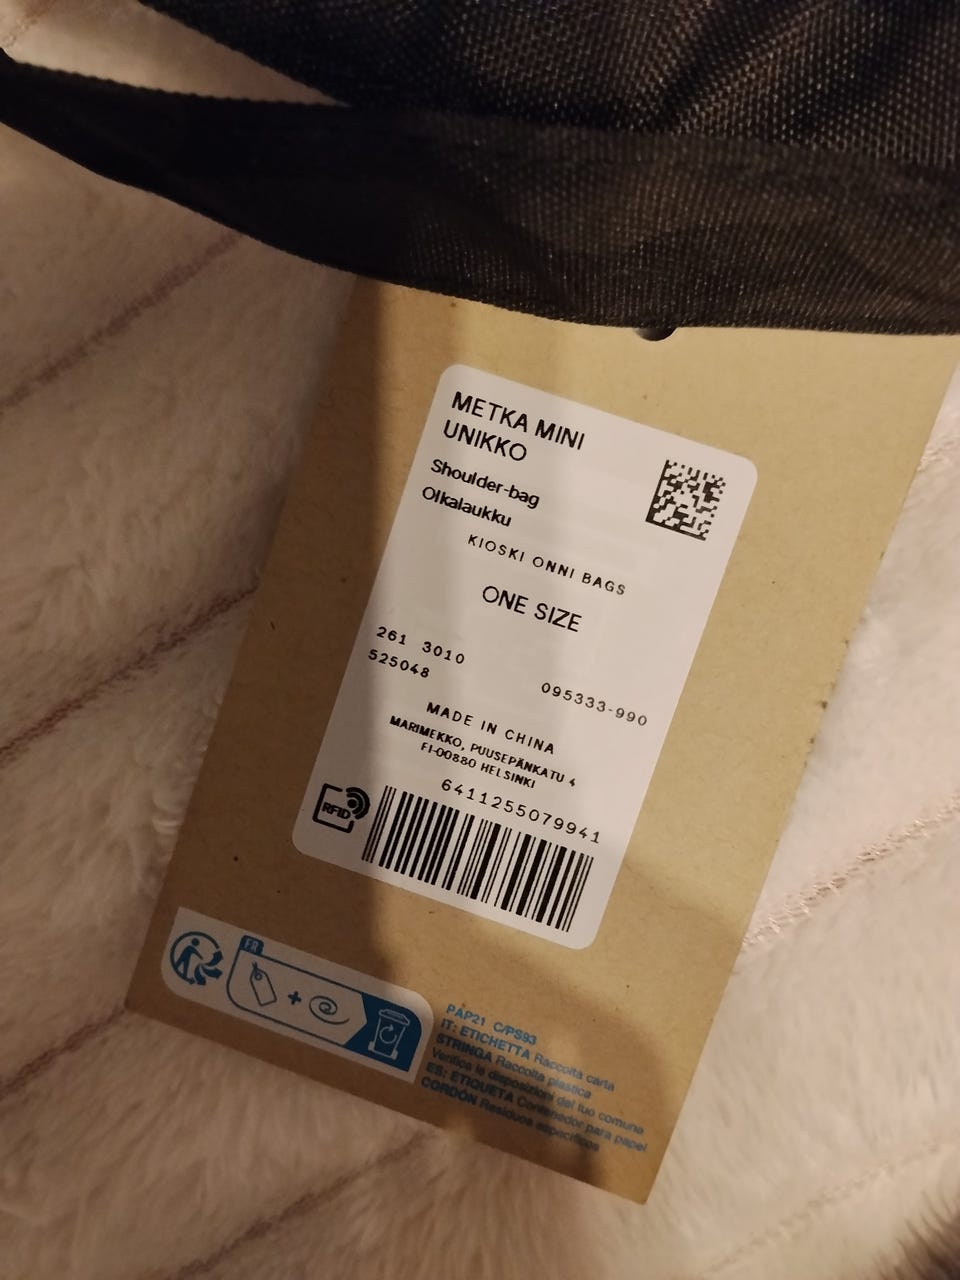 METKA MINI
UNIKKO
Shoulder-bag
Olkalaukku
KIOSKI ONNI BAGS
ONE SIZE
261 3010
525048
095333-990
MADE IN CHINA
MARIMEKKO, PUUSEPÄNKATU 4
FI-00880 HELSINKI
6411255079941
RFID
FR
PAP21 C/PS93
IT: ETICHETTA Raccolta carta
STRINGA Raccolta plastica
Verifica le disposizioni del tuo comune
ES: ETIQUETA Contenedor para papel
CORDÓN Residuos específicos